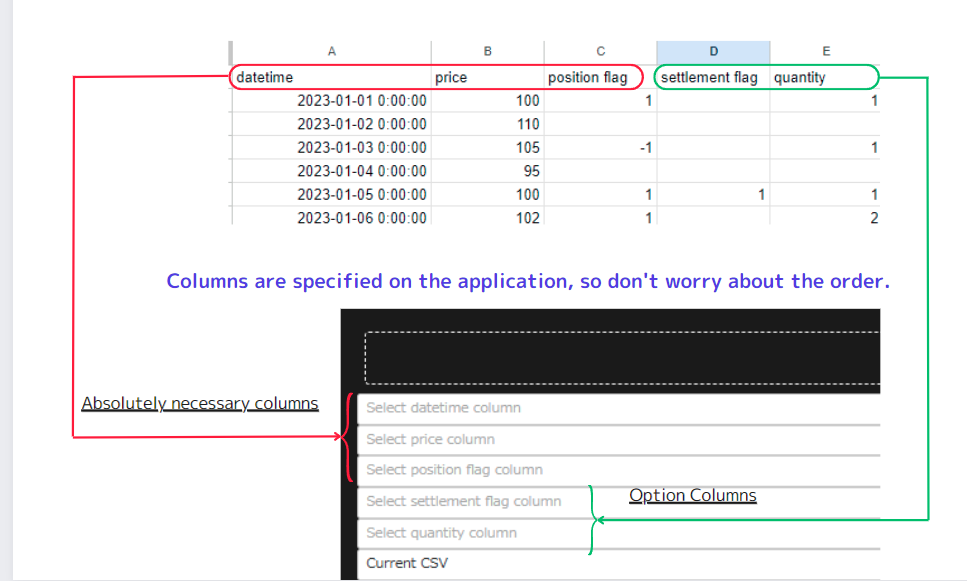 A B C D E
datetime price position flag settlement flag quantity
2023-01-01 0:00:00 100 1 1
2023-01-02 0:00:00 110
2023-01-03 0:00:00 105 -1 1
2023-01-04 0:00:00 95
2023-01-05 0:00:00 100 1 1 1
2023-01-06 0:00:00 102 1 2
Columns are specified on the application, so don't worry about the order.
Absolutely necessary columns
Select datetime column
Select price column
Select position flag column
Select settlement flag column
Option Columns
Select quantity column
Current CSV